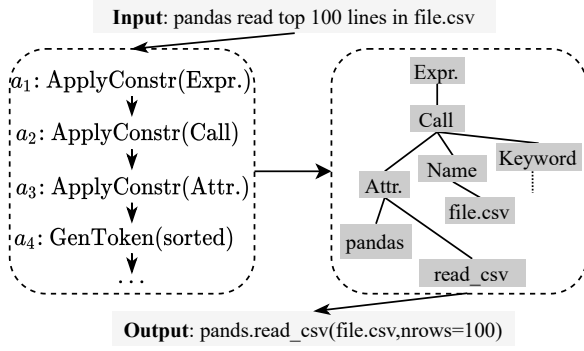 Input: pandas read top 100 lines in file.csv
a1: ApplyConstr(Expr.)
a2: ApplyConstr(Call)
a3: ApplyConstr(Attr.)
a4: GenToken(sorted)
...
Expr.
Call
Attr.
Name
Keyword
file.csv
pandas
read_csv
Output: pands.read_csv(file.csv,nrows=100)